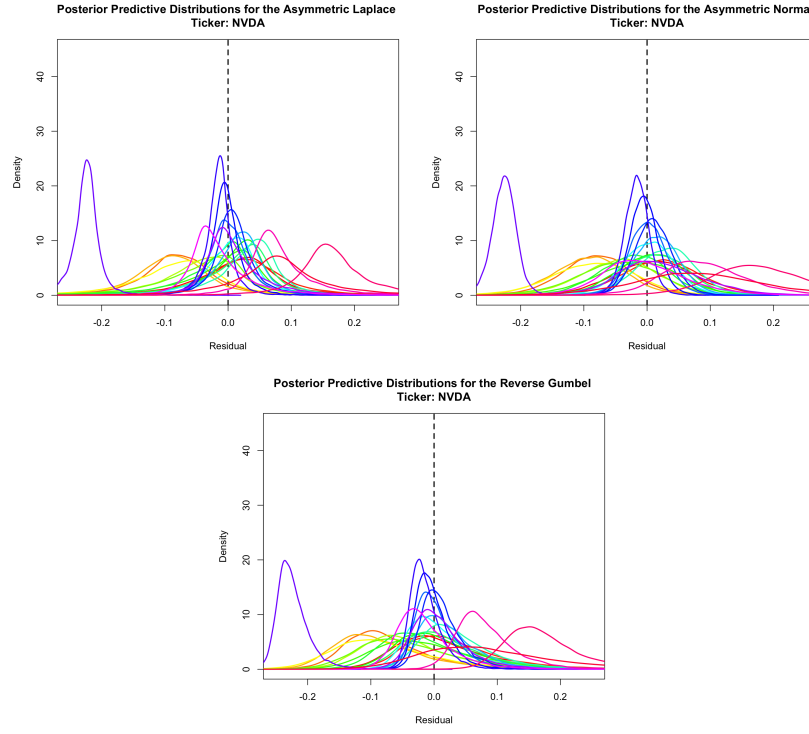 Posterior Predictive Distributions for the Asymmetric Laplace
Ticker: NVDA
Density
40
30
20
10
0
-0.2 -0.1 0.0 0.1 0.2
Residual
Posterior Predictive Distributions for the Asymmetric Norma
Ticker: NVDA
Density
40
30
20
10
0
-0.2 -0.1 0.0 0.1 0.2
Residual
Posterior Predictive Distributions for the Reverse Gumbel
Ticker: NVDA
Density
40
30
20
10
0
-0.2 -0.1 0.0 0.1 0.2
Residual